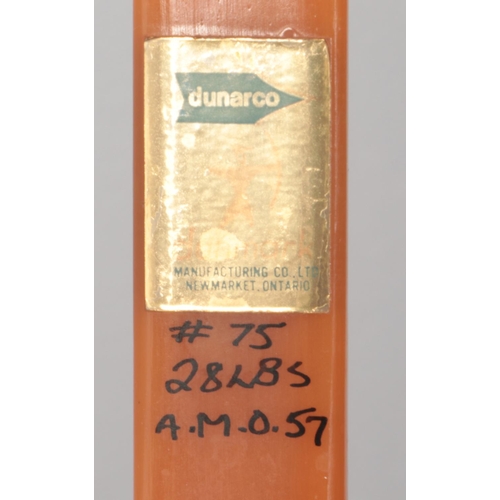 dunarco
MANUFACTURING CO., LTD
NEWMARKET, ONTARIO
# 75
28LBS
A.M.O. 57